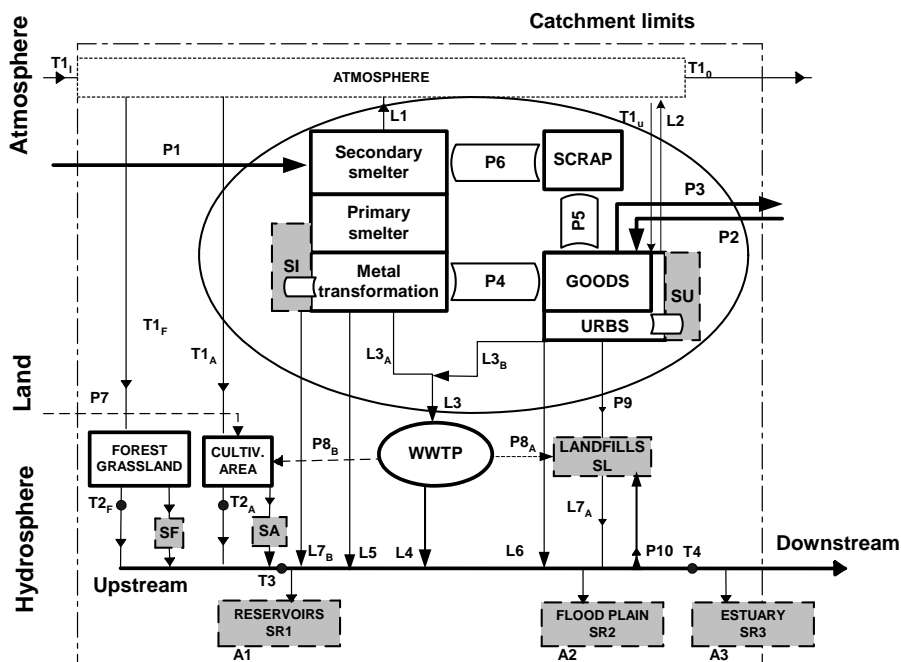 Catchment limits
Atmosphere
T1I
ATMOSPHERE
T10
L1
T1u
L2
P1
Secondary
smelter
P6
SCRAP
P3
P5
P2
Primary
smelter
SI
Metal
transformation
P4
GOODS
SU
URBS
T1F
T1A
L3A
L3B
Land
P7
L3
P9
FOREST
GRASSLAND
CULTIV.
AREA
P8B
WWTP
P8A
LANDFILLS
SL
Hydrosphere
T2F
T2A
SF
SA
L7A
L7B
L5
L4
L6
P10
T4
Downstream
Upstream
T3
RESERVOIRS
SR1
FLOOD PLAIN
SR2
ESTUARY
SR3
A1
A2
A3